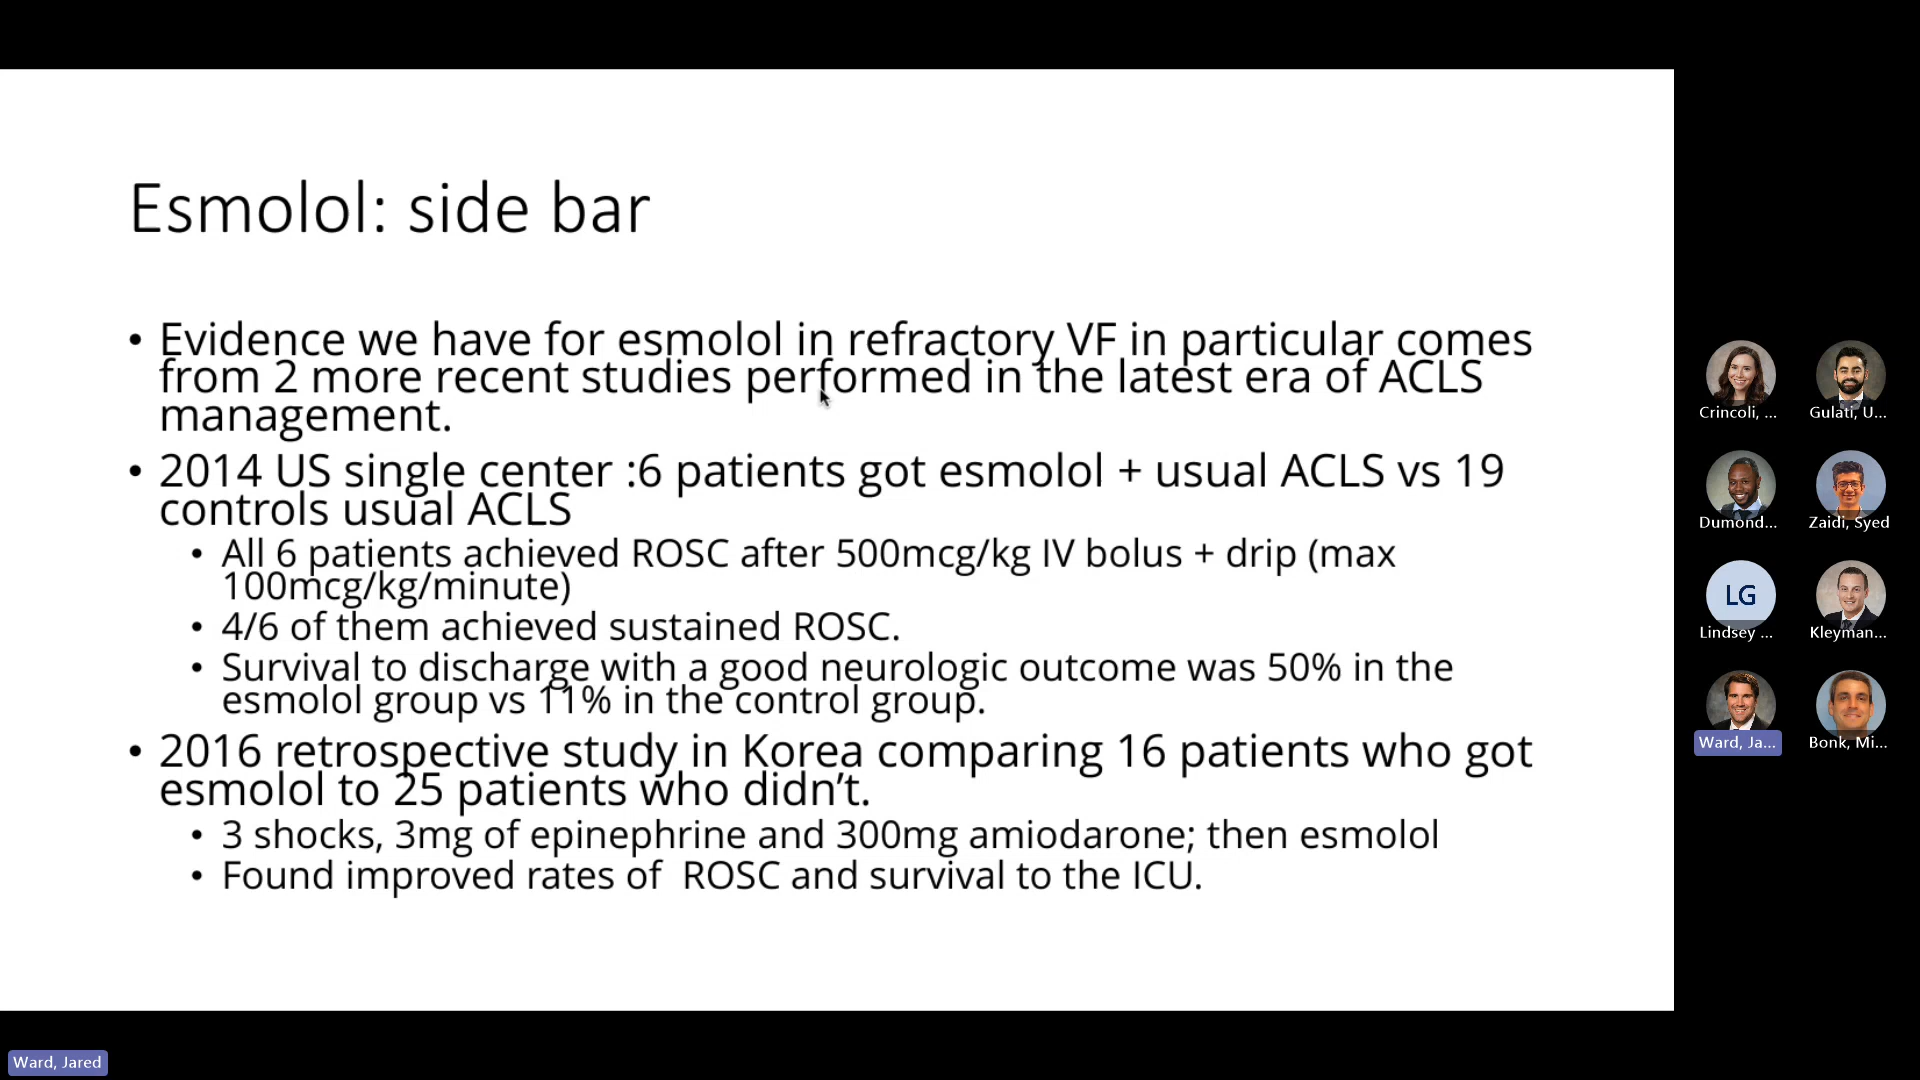 Esmolol: side bar
• Evidence we have for esmolol in refractory VF in particular comes
from 2 more recent studies performed in the latest era of ACLS
management.
• 2014 US single center :6 patients got esmolol + usual ACLS vs 19
controls usual ACLS
• All 6 patients achieved ROSC after 500mcg/kg IV bolus + drip (max
100mcg/kg/minute)
• 4/6 of them achieved sustained ROSC.
• Survival to discharge with a good neurologic outcome was 50% in the
esmolol group vs 11% in the control group.
• 2016 retrospective study in Korea comparing 16 patients who got
esmolol to 25 patients who didn’t.
• 3 shocks, 3mg of epinephrine and 300mg amiodarone; then esmolol
• Found improved rates of  ROSC and survival to the ICU.
Crincoli, ...
Gulati, U...
Dumond...
Zaidi, Syed
LG
Lindsey ...
Kleyman...
Ward, Ja...
Bonk, Mi...
Ward, Jared